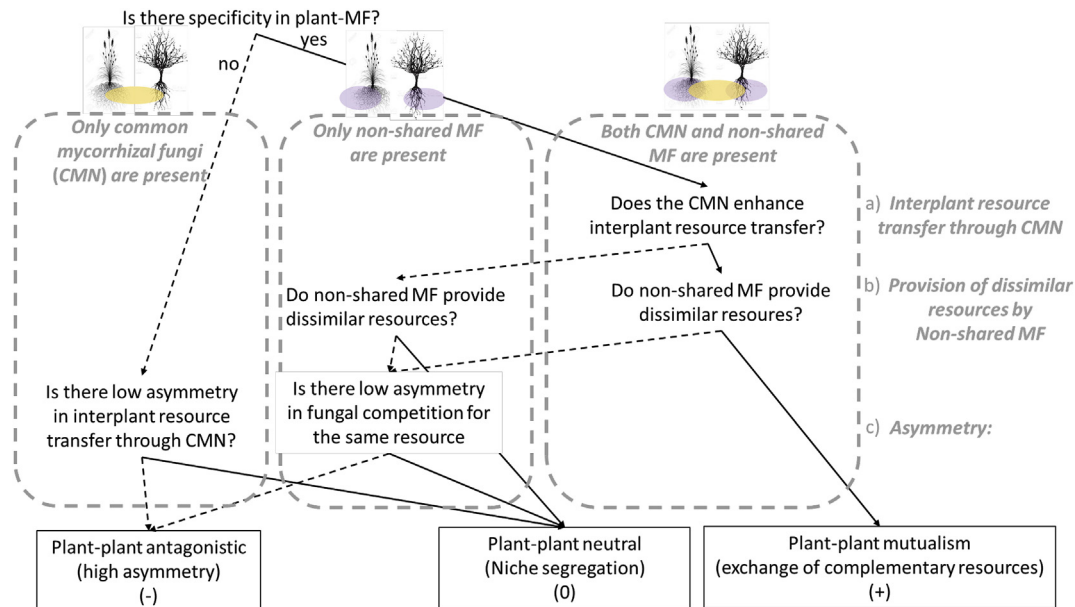 Is there specificity in plant-MF?
yes
no
Only common
mycorrhizal fungi
(CMN) are present
Only non-shared MF
are present
Both CMN and non-shared
MF are present
Does the CMN enhance
interplant resource transfer?
a) Interplant resource
transfer through CMN
Do non-shared MF provide
dissimilar resources?
Do non-shared MF provide
dissimilar resoures?
b) Provision of dissimilar
resources by
Non-shared MF
Is there low asymmetry
in interplant resource
transfer through CMN?
Is there low asymmetry
in fungal competition for
the same resource
c) Asymmetry:
Plant-plant antagonistic
(high asymmetry)
(-)
Plant-plant neutral
(Niche segregation)
(0)
Plant-plant mutualism
(exchange of complementary resources)
(+)